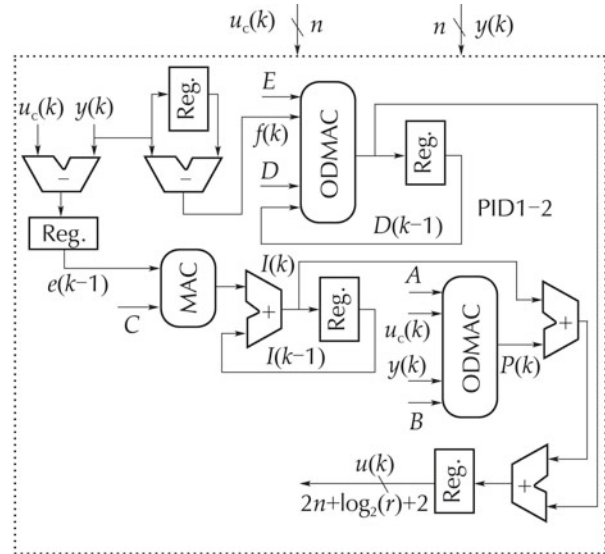 u_c(k) n n y(k)
u_c(k) y(k) Reg. E
f(k)
ODMAC
D
Reg.
D(k−1)
PID1−2
− −
Reg.
e(k−1)
C
MAC
I(k)
+
Reg.
I(k−1)
A
u_c(k)
y(k)
B
ODMAC
P(k)
+
u(k)
2n+log₂(r)+2
Reg.
+